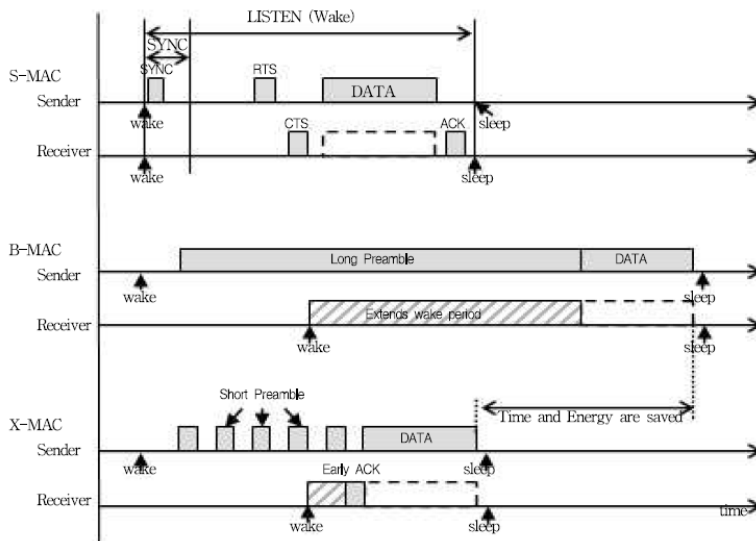 LISTEN (Wake)
SYNC
S-MAC
Sender
SYNC
RTS
DATA
wake
sleep
Receiver
CTS
ACK
wake
sleep
B-MAC
Sender
Long Preamble
DATA
wake
sleep
Receiver
Extends wake period
wake
sleep
Short Preamble
Time and Energy are saved
X-MAC
Sender
DATA
wake
sleep
Early ACK
Receiver
wake
sleep
time